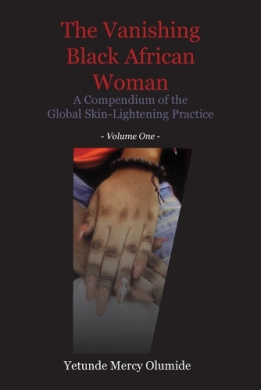 The Vanishing
Black African
Woman
A Compendium of the
Global Skin-Lightening Practice
- Volume One -
Yetunde Mercy Olumide